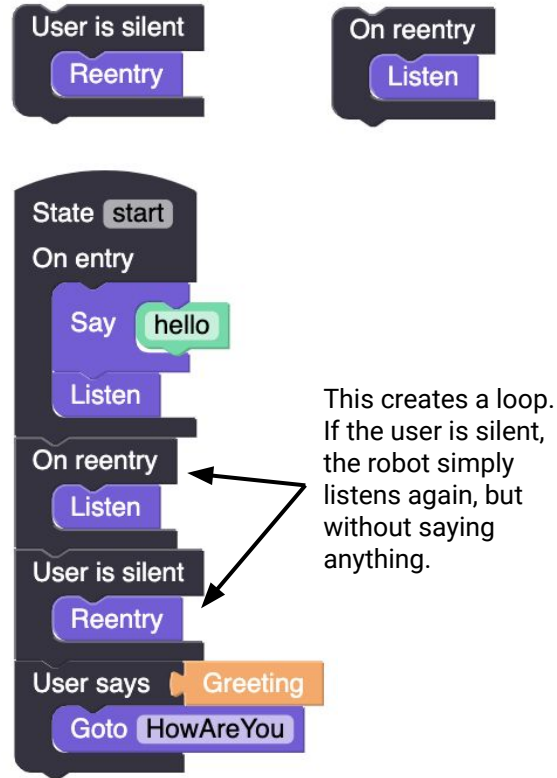 User is silent
Reentry
On reentry
Listen
State start
On entry
Say hello
Listen
On reentry
Listen
User is silent
Reentry
User says Greeting
Goto HowAreYou
This creates a loop.
If the user is silent,
the robot simply
listens again, but
without saying
anything.